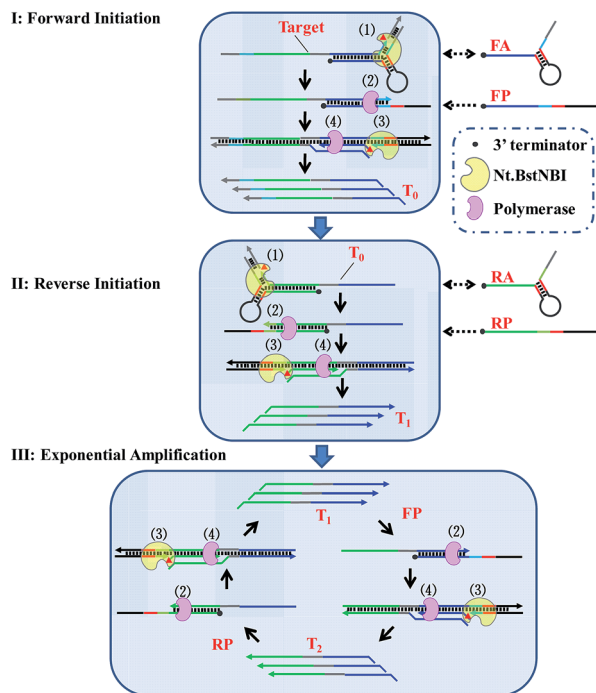 I: Forward Initiation
Target
(1)
FA
(2)
FP
(4) (3)
T0
3' terminator
Nt.BstNBI
Polymerase
II: Reverse Initiation
(1)
T0
RA
(2)
RP
(3) (4)
T1
III: Exponential Amplification
T1
FP
(3) (4)
(2)
(2)
(4) (3)
RP
T2